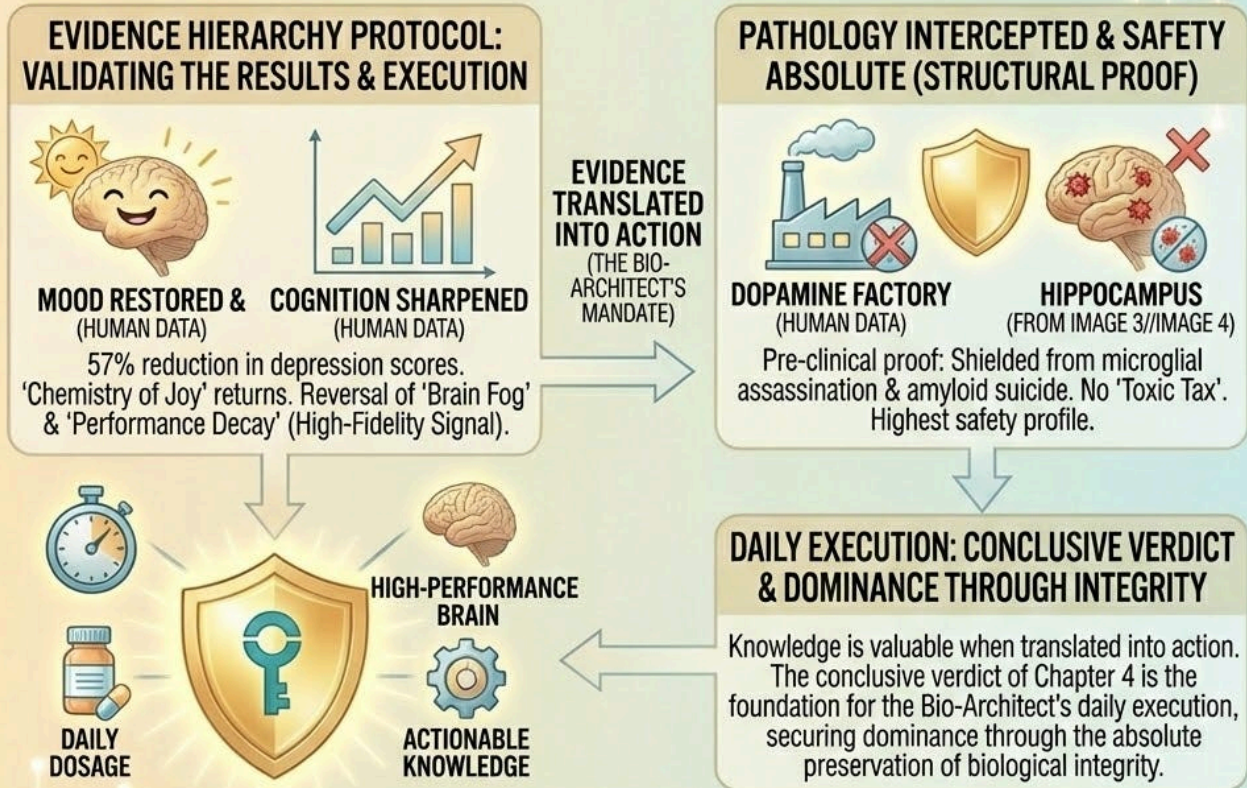 EVIDENCE HIERARCHY PROTOCOL:
VALIDATING THE RESULTS & EXECUTION
MOOD RESTORED &
(HUMAN DATA)
COGNITION SHARPENED
(HUMAN DATA)
57% reduction in depression scores.
'Chemistry of Joy' returns. Reversal of 'Brain Fog'
& 'Performance Decay' (High-Fidelity Signal).
EVIDENCE
TRANSLATED
INTO ACTION
(THE BIO-
ARCHITECT'S
MANDATE)
PATHOLOGY INTERCEPTED & SAFETY
ABSOLUTE (STRUCTURAL PROOF)
DOPAMINE FACTORY
(HUMAN DATA)
HIPPOCAMPUS
(FROM IMAGE 3//IMAGE 4)
Pre-clinical proof: Shielded from microglial
assassination & amyloid suicide. No 'Toxic Tax'.
Highest safety profile.
DAILY EXECUTION: CONCLUSIVE VERDICT
& DOMINANCE THROUGH INTEGRITY
Knowledge is valuable when translated into action.
The conclusive verdict of Chapter 4 is the
foundation for the Bio-Architect's daily execution,
securing dominance through the absolute
preservation of biological integrity.
HIGH-PERFORMANCE
BRAIN
DAILY
DOSAGE
ACTIONABLE
KNOWLEDGE